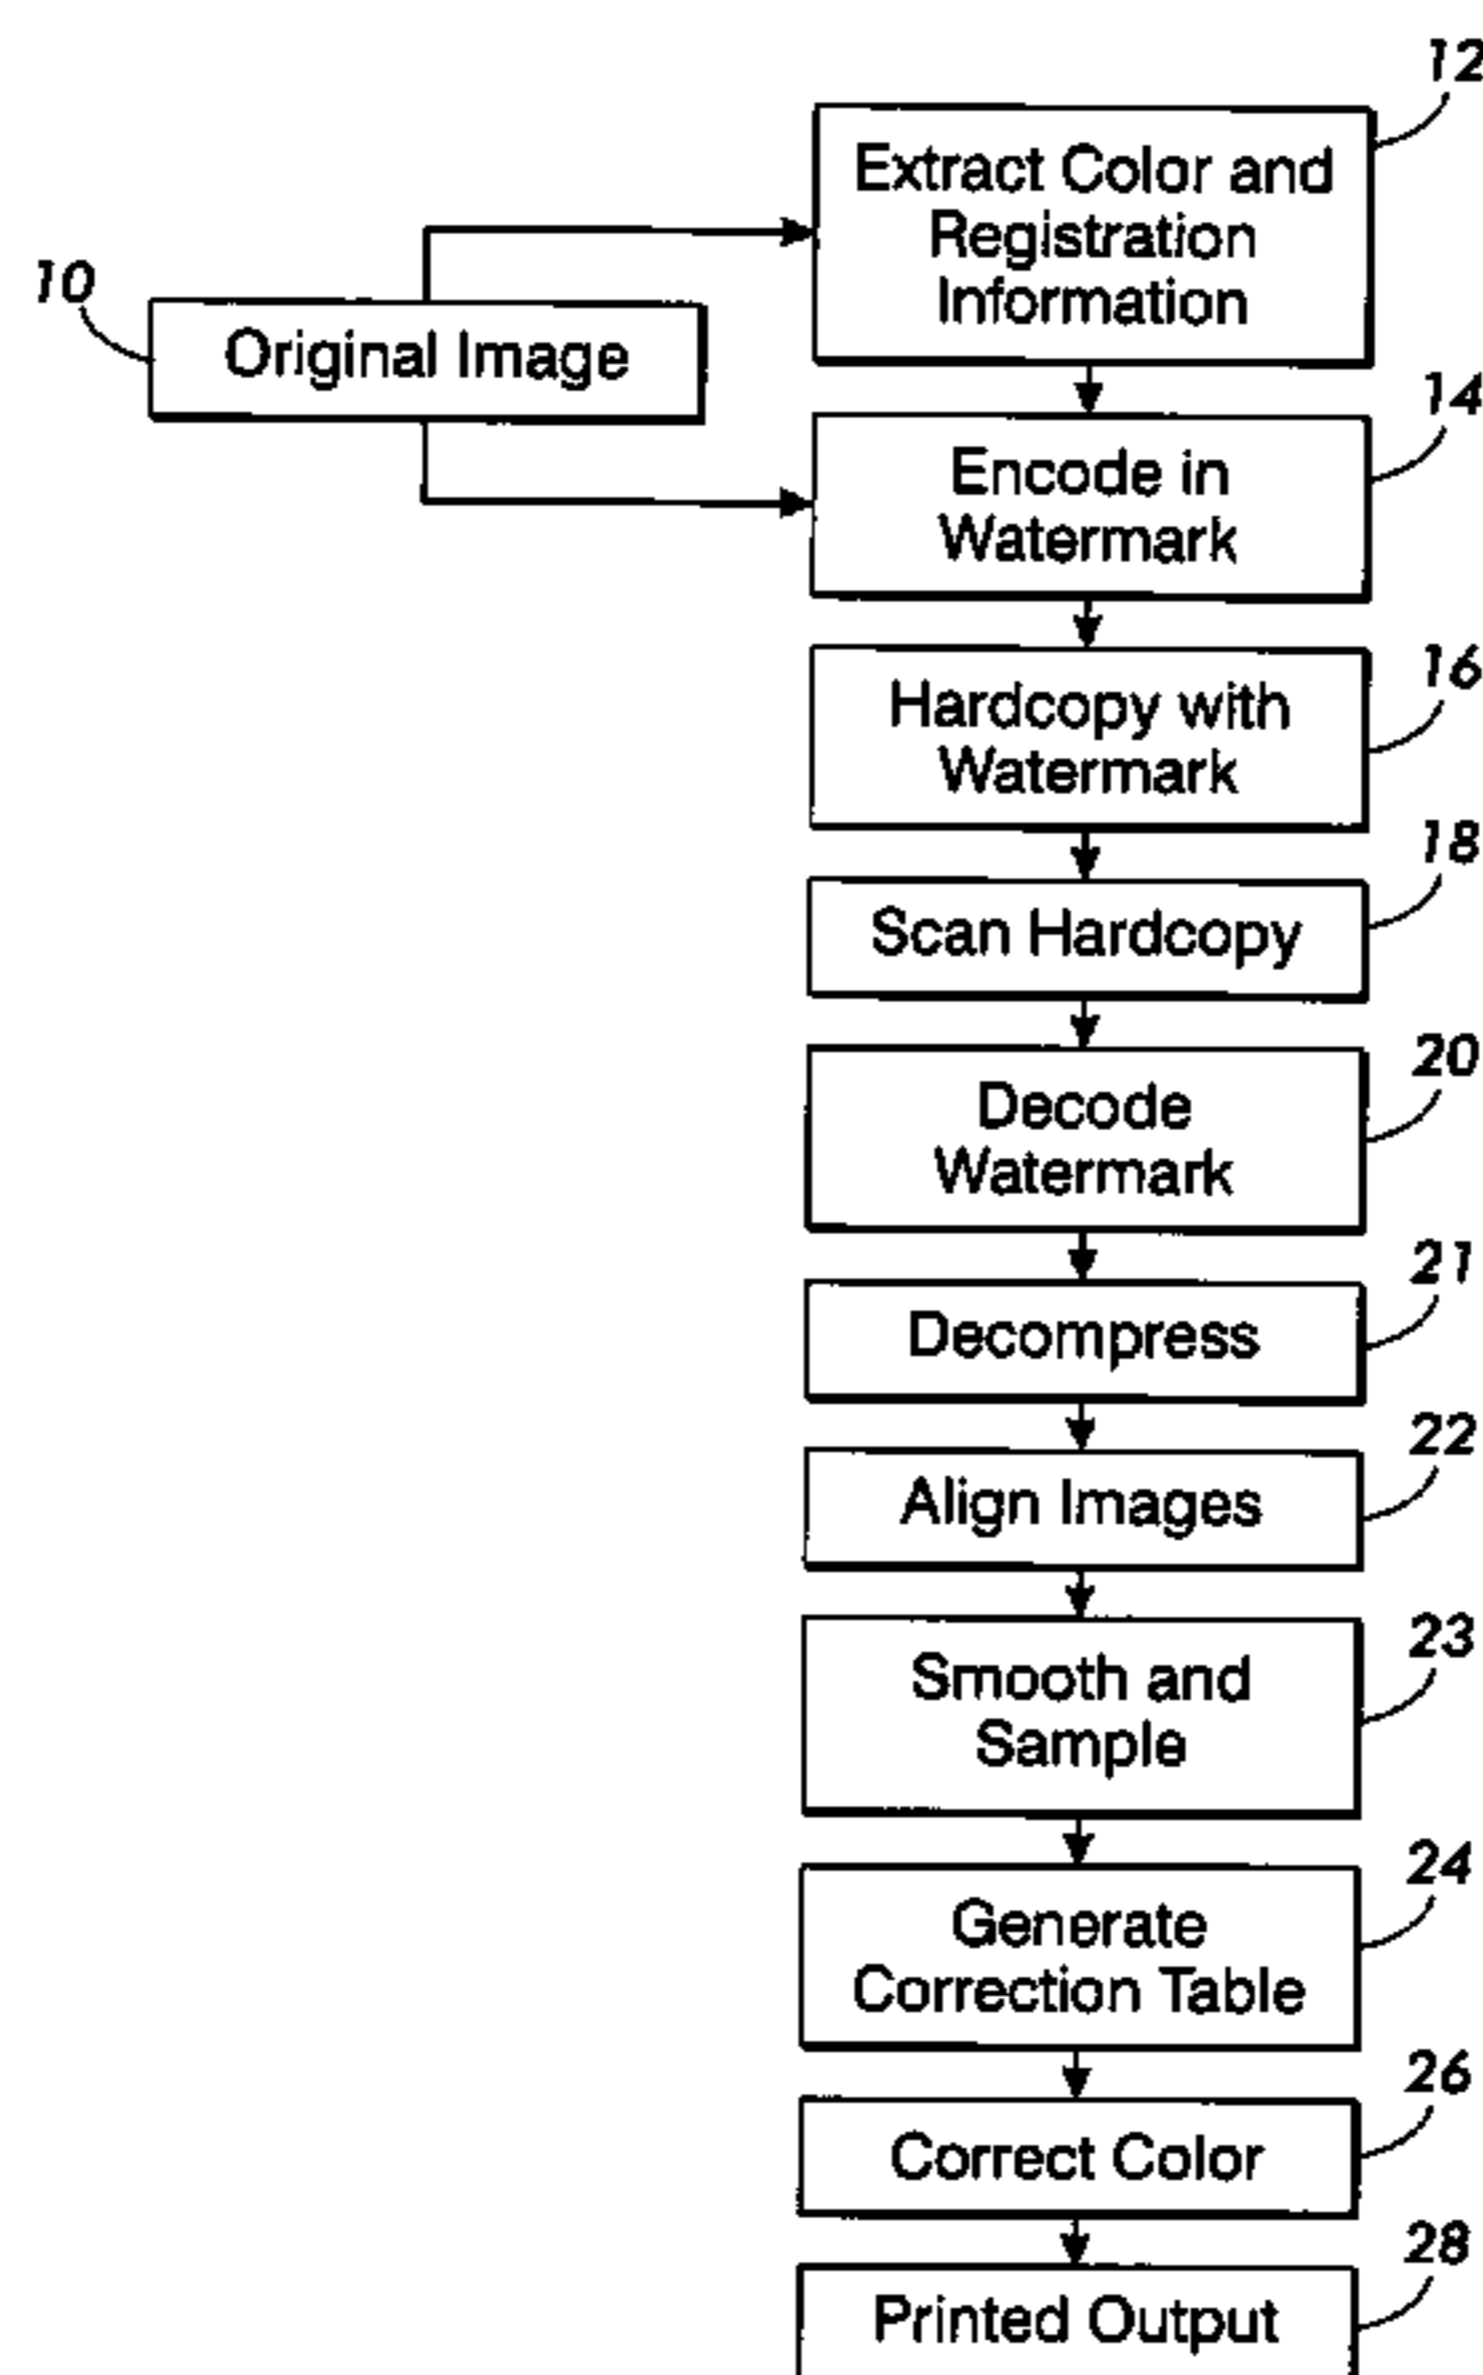 12
Extract Color and
Registration
Information
10
Original Image
14
Encode in
Watermark
16
Hardcopy with
Watermark
18
Scan Hardcopy
20
Decode
Watermark
21
Decompress
22
Align Images
23
Smooth and
Sample
24
Generate
Correction Table
26
Correct Color
28
Printed Output